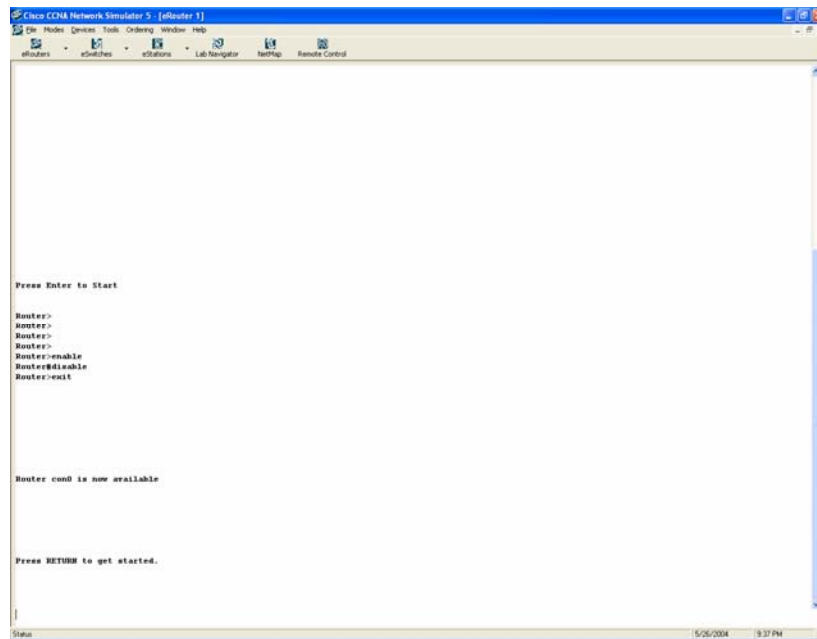 Cisco CCNA Network Simulator 5 - [eRouter 1]
File Modes Devices Tools Ordering Window Help
eRouters eSwitches eStations Lab Navigator NetMap Remote Control
Press Enter to Start
Router>
Router>
Router>
Router>
Router>enable
Router#disable
Router>exit
Router con0 is now available
Press RETURN to get started.
Status 5/26/2004 9:37 PM